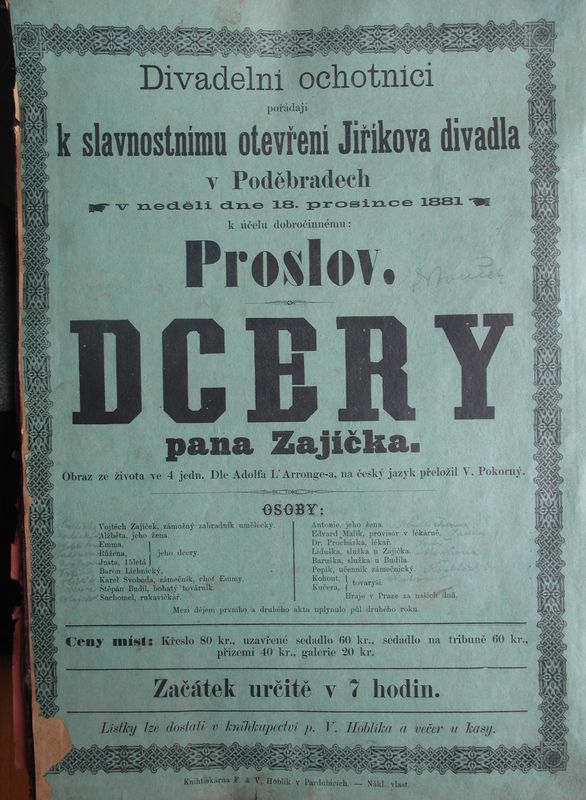 Divadelní ochotníci
pořádají
k slavnostnímu otevření Jiříkova divadla
v Poděbradech
v neděli dne 18. prosince 1881
k účelu dobročinnému:
Proslov.
DCERY
pana Zajíčka.
Obraz ze života ve 4 jedn. Dle Adolfa L'Arronge-a, na český jazyk přeložil V. Pokorný.
OSOBY:
Vojtěch Zajíček, zámožný zahradník umělecký.
Alžběta, jeho žena.
Emma,
Růžena, jeho dcery.
Justa, 15letá
Baron Lichnický.
Karel Svoboda, zámečník, choť Emmy.
Štěpán Budil, bohatý továrník.
Suchomel, rukavičkář.
Antonie, jeho žena.
Edvard Malík, provisor v lékárně.
Dr. Procházka, lékař.
Liduška, služka u Zajíčka.
Baruška, služka u Budila.
Pepík, učenník zámečnický.
Kohout,
Kučera, tovaryši.
Hraje v Praze za našich dnů.
Mezi dějem prvního a druhého aktu uplynulo půl druhého roku.
Ceny míst: Křeslo 80 kr., uzavřené sedadlo 60 kr., sedadlo na tribuně 60 kr.,
přízemí 40 kr., galerie 20 kr.
Začátek určitě v 7 hodin.
Lístky lze dostati v knihkupectví p. V. Hoblíka a večer u kasy.
Knihtiskárna F. & V. Hoblík v Pardubicích. — Nákl. vlast.